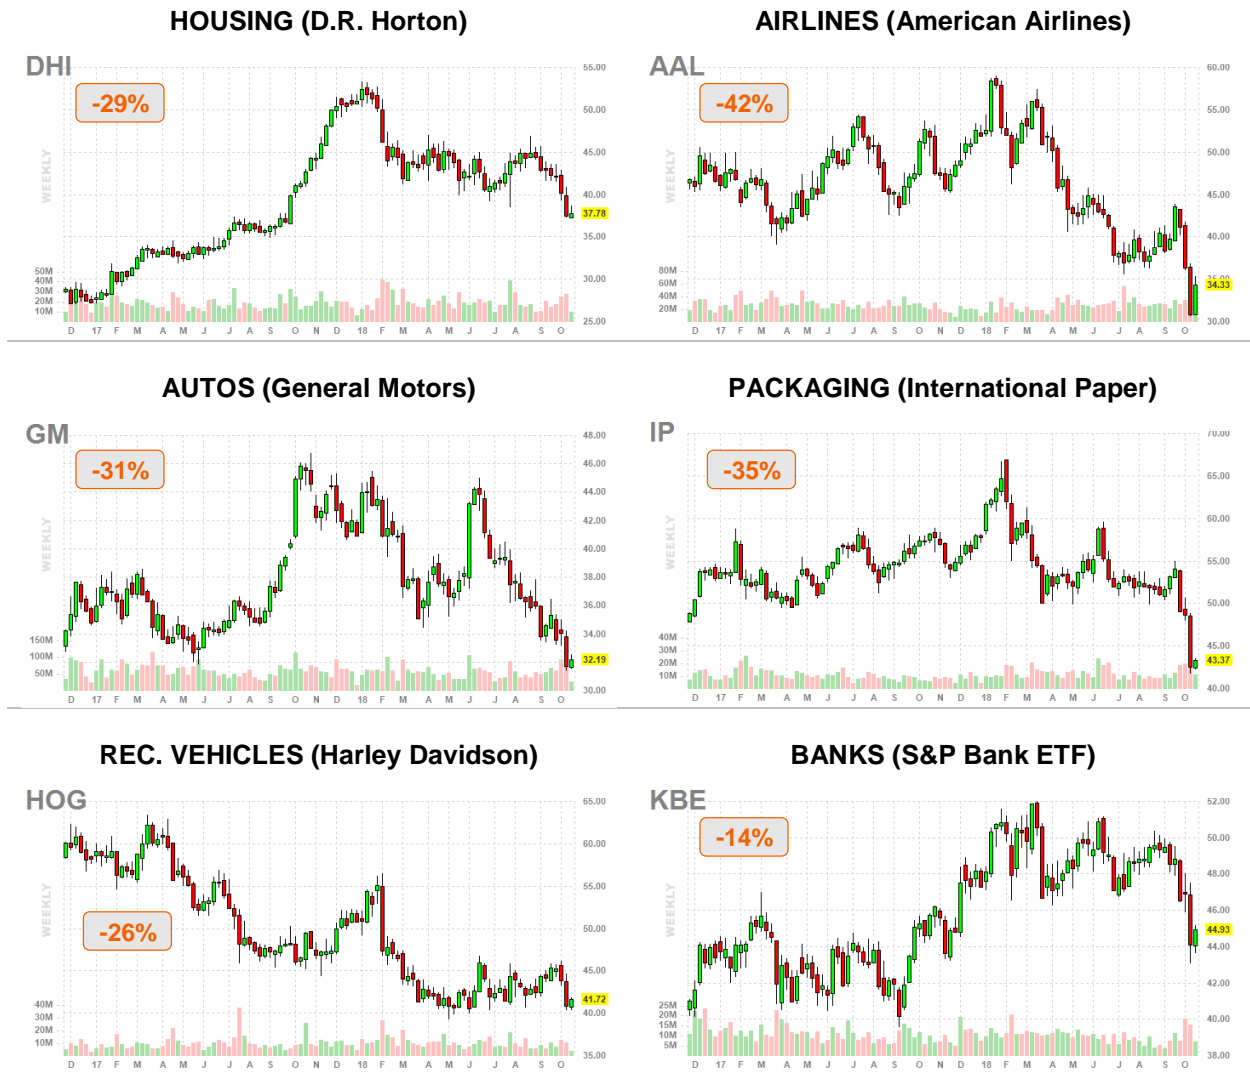 HOUSING (D.R. Horton)
DHI
-29%
WEEKLY
55.00
50.00
45.00
40.00
37.78
35.00
30.00
25.00
50M
40M
30M
20M
10M
D 17 F M A M J J A S O N D 18 F M A M J J A S O
AIRLINES (American Airlines)
AAL
-42%
WEEKLY
60.00
55.00
50.00
45.00
40.00
35.00
34.33
30.00
80M
60M
40M
20M
D 17 F M A M J J A S O N D 18 F M A M J J A S O
AUTOS (General Motors)
GM
-31%
WEEKLY
48.00
46.00
44.00
42.00
40.00
38.00
36.00
34.00
32.19
30.00
150M
100M
50M
D 17 F M A M J J A S O N D 18 F M A M J J A S O
PACKAGING (International Paper)
IP
-35%
WEEKLY
70.00
65.00
60.00
55.00
50.00
45.00
43.37
40.00
40M
30M
20M
10M
D 17 F M A M J J A S O N D 18 F M A M J J A S O
REC. VEHICLES (Harley Davidson)
HOG
-26%
WEEKLY
65.00
60.00
55.00
50.00
45.00
41.72
40.00
35.00
40M
30M
20M
10M
D 17 F M A M J J A S O N D 18 F M A M J J A S O
BANKS (S&P Bank ETF)
KBE
-14%
WEEKLY
52.00
50.00
48.00
46.00
44.93
44.00
42.00
40.00
38.00
25M
20M
15M
10M
5M
D 17 F M A M J J A S O N D 18 F M A M J J A S O